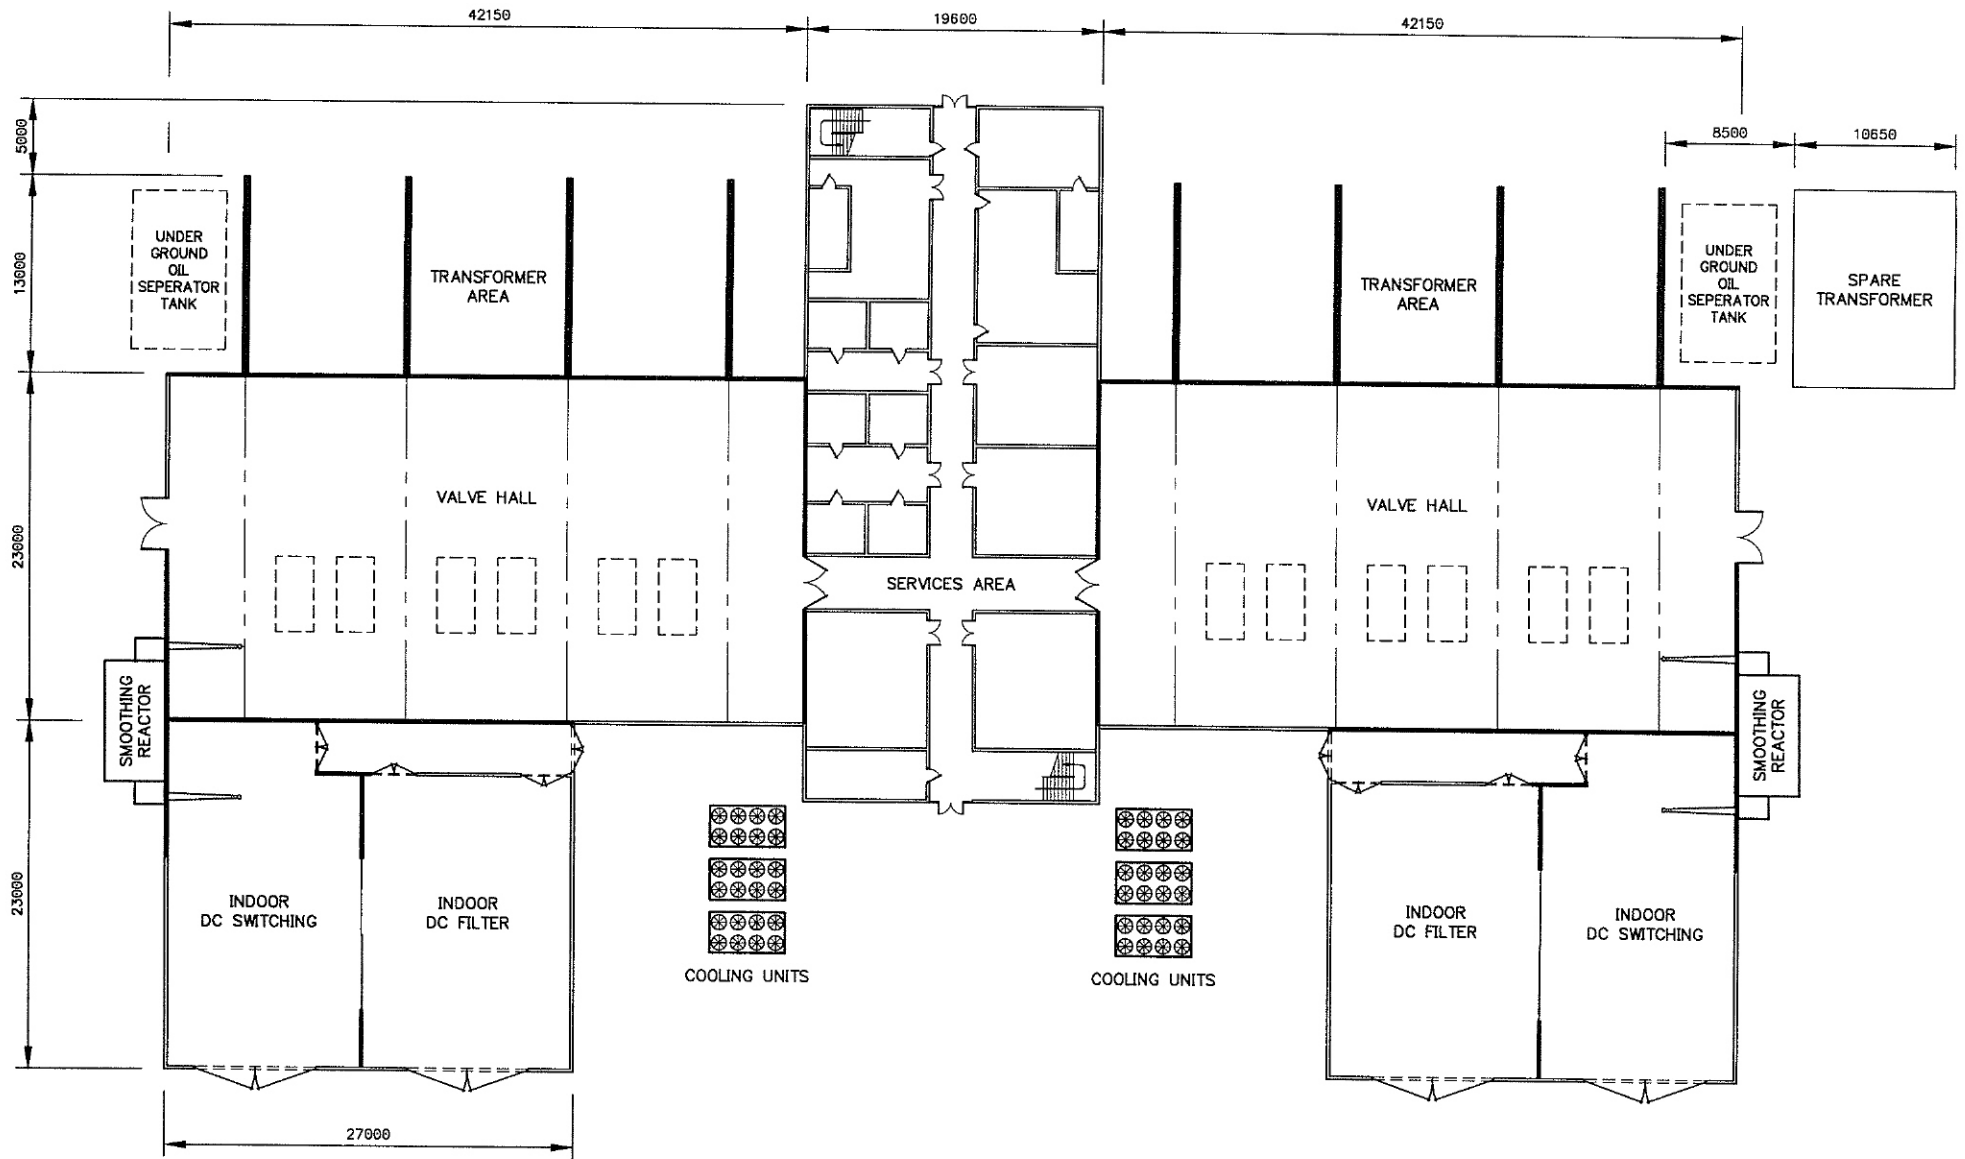 42150
19600
42150
5000
8500
10650
13000
UNDER
GROUND
OIL
SEPERATOR
TANK
TRANSFORMER
AREA
TRANSFORMER
AREA
UNDER
GROUND
OIL
SEPERATOR
TANK
SPARE
TRANSFORMER
23000
VALVE HALL
VALVE HALL
SERVICES AREA
SMOOTHING
REACTOR
SMOOTHING
REACTOR
23000
INDOOR
DC SWITCHING
INDOOR
DC FILTER
INDOOR
DC FILTER
INDOOR
DC SWITCHING
COOLING UNITS
COOLING UNITS
27000